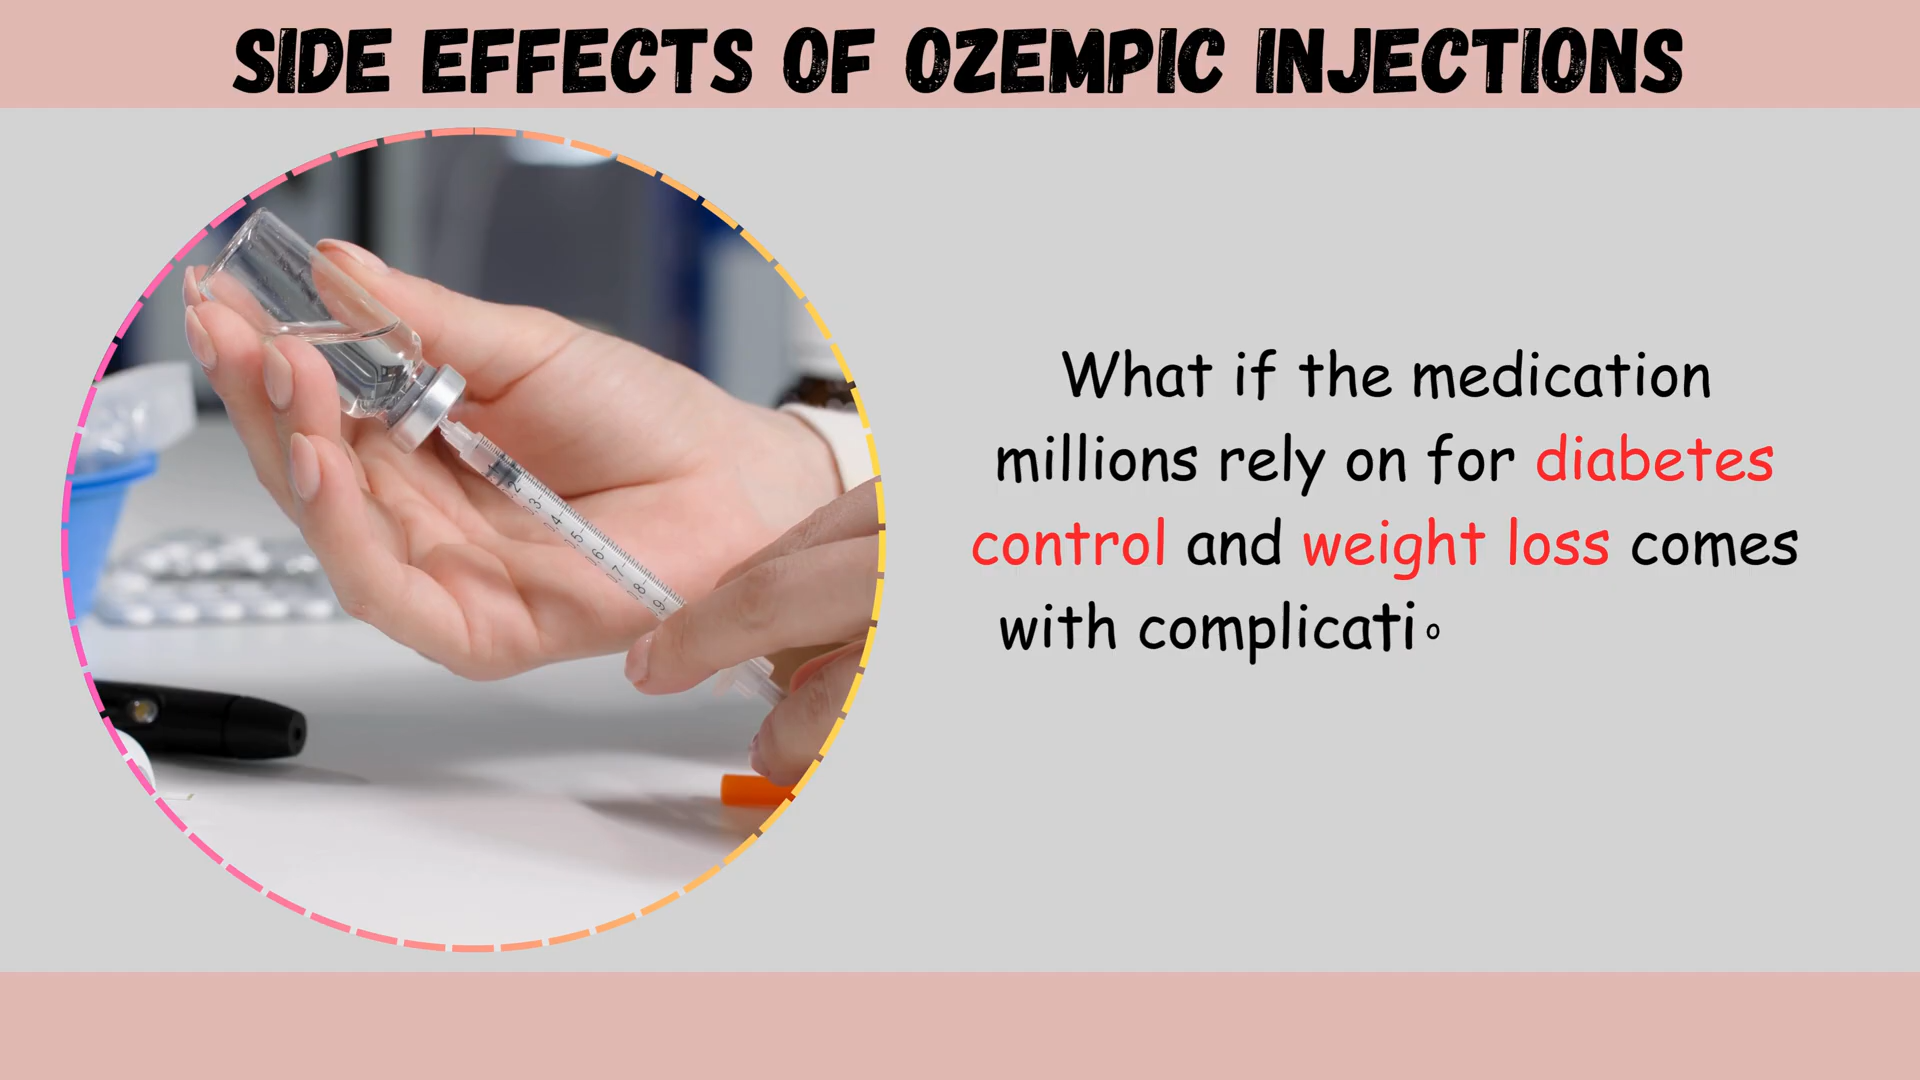 SIDE EFFECTS OF OZEMPIC INJECTIONS
What if the medication
millions rely on for diabetes
control and weight loss comes
with complicatio